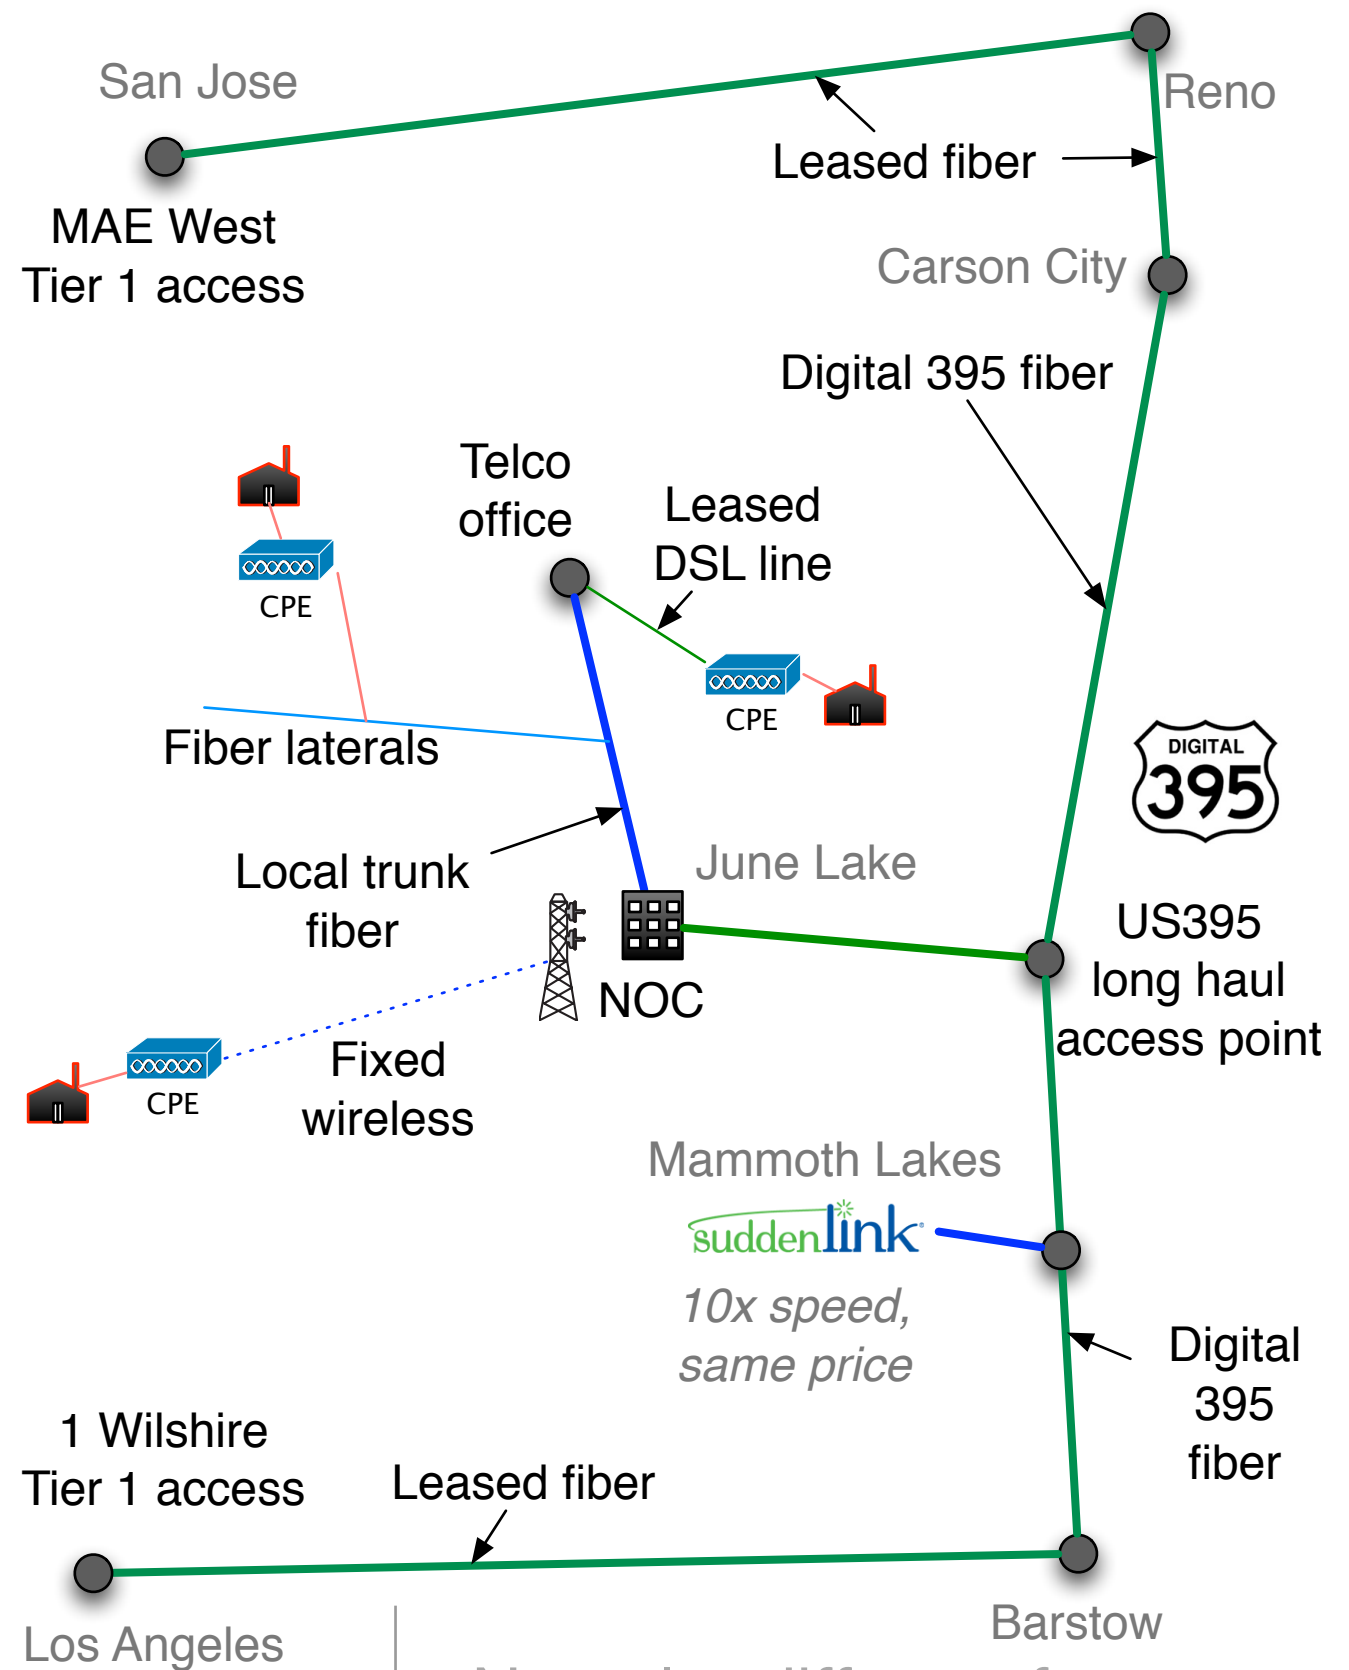 San Jose
Reno
Leased fiber
MAE West
Tier 1 access
Carson City
Digital 395 fiber
Telco
office
Leased
DSL line
CPE
CPE
Fiber laterals
DIGITAL
395
June Lake
Local trunk
fiber
US395
long haul
access point
NOC
Fixed
wireless
CPE
Mammoth Lakes
suddenlink
10x speed,
same price
Digital
395
fiber
1 Wilshire
Tier 1 access
Leased fiber
Barstow
Los Angeles